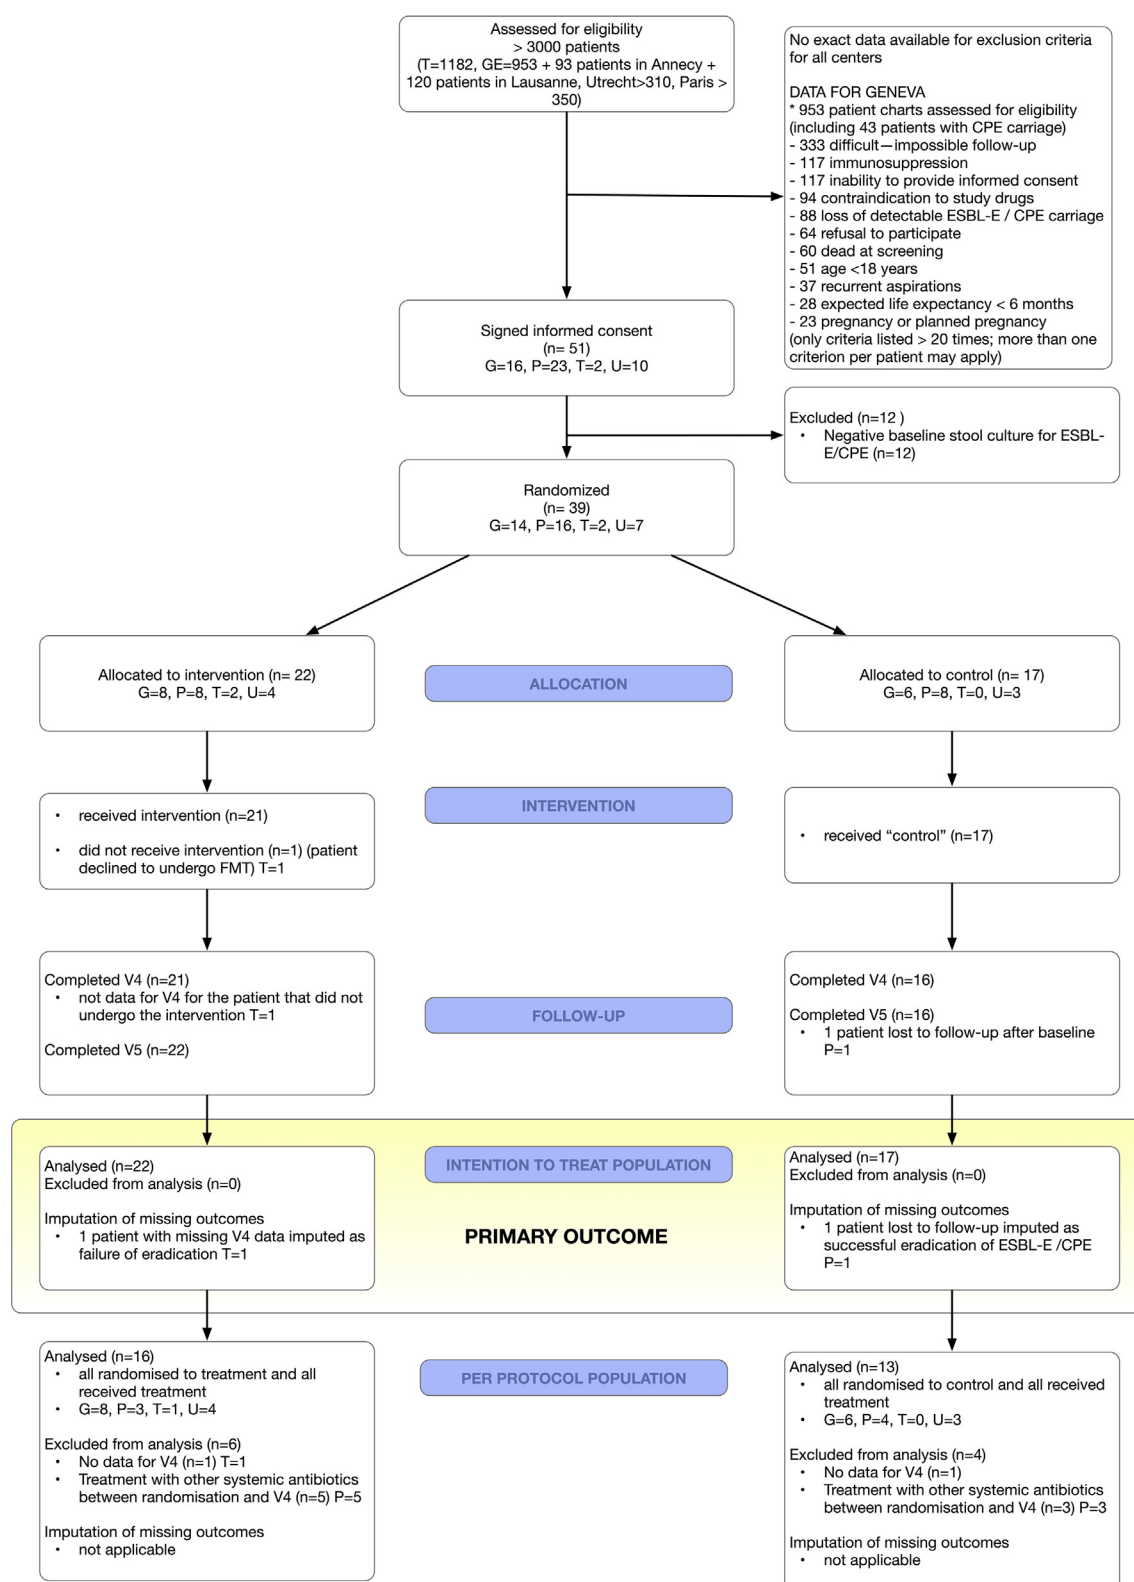 Assessed for eligibility
> 3000 patients
(T=1182, GE=953 + 93 patients in Annecy +
120 patients in Lausanne, Utrecht>310, Paris >
350)
No exact data available for exclusion criteria
for all centers
DATA FOR GENEVA
* 953 patient charts assessed for eligibility
(including 43 patients with CPE carriage)
- 333 difficult—impossible follow-up
- 117 immunosuppression
- 117 inability to provide informed consent
- 94 contraindication to study drugs
- 88 loss of detectable ESBL-E / CPE carriage
- 64 refusal to participate
- 60 dead at screening
- 51 age <18 years
- 37 recurrent aspirations
- 28 expected life expectancy < 6 months
- 23 pregnancy or planned pregnancy
(only criteria listed > 20 times; more than one
criterion per patient may apply)
Signed informed consent
(n= 51)
G=16, P=23, T=2, U=10
Excluded (n=12 )
• Negative baseline stool culture for ESBL-
E/CPE (n=12)
Randomized
(n= 39)
G=14, P=16, T=2, U=7
Allocated to intervention (n= 22)
G=8, P=8, T=2, U=4
ALLOCATION
Allocated to control (n= 17)
G=6, P=8, T=0, U=3
• received intervention (n=21)
• did not receive intervention (n=1) (patient
declined to undergo FMT) T=1
INTERVENTION
• received “control” (n=17)
Completed V4 (n=21)
• not data for V4 for the patient that did not
undergo the intervention T=1
Completed V5 (n=22)
FOLLOW-UP
Completed V4 (n=16)
Completed V5 (n=16)
• 1 patient lost to follow-up after baseline
P=1
Analysed (n=22)
Excluded from analysis (n=0)
Imputation of missing outcomes
• 1 patient with missing V4 data imputed as
failure of eradication T=1
INTENTION TO TREAT POPULATION
PRIMARY OUTCOME
Analysed (n=17)
Excluded from analysis (n=0)
Imputation of missing outcomes
• 1 patient lost to follow-up imputed as
successful eradication of ESBL-E /CPE
P=1
Analysed (n=16)
• all randomised to treatment and all
received treatment
• G=8, P=3, T=1, U=4
Excluded from analysis (n=6)
• No data for V4 (n=1) T=1
• Treatment with other systemic antibiotics
between randomisation and V4 (n=5) P=5
Imputation of missing outcomes
• not applicable
PER PROTOCOL POPULATION
Analysed (n=13)
• all randomised to control and all received
treatment
• G=6, P=4, T=0, U=3
Excluded from analysis (n=4)
• No data for V4 (n=1)
• Treatment with other systemic antibiotics
between randomisation and V4 (n=3) P=3
Imputation of missing outcomes
• not applicable